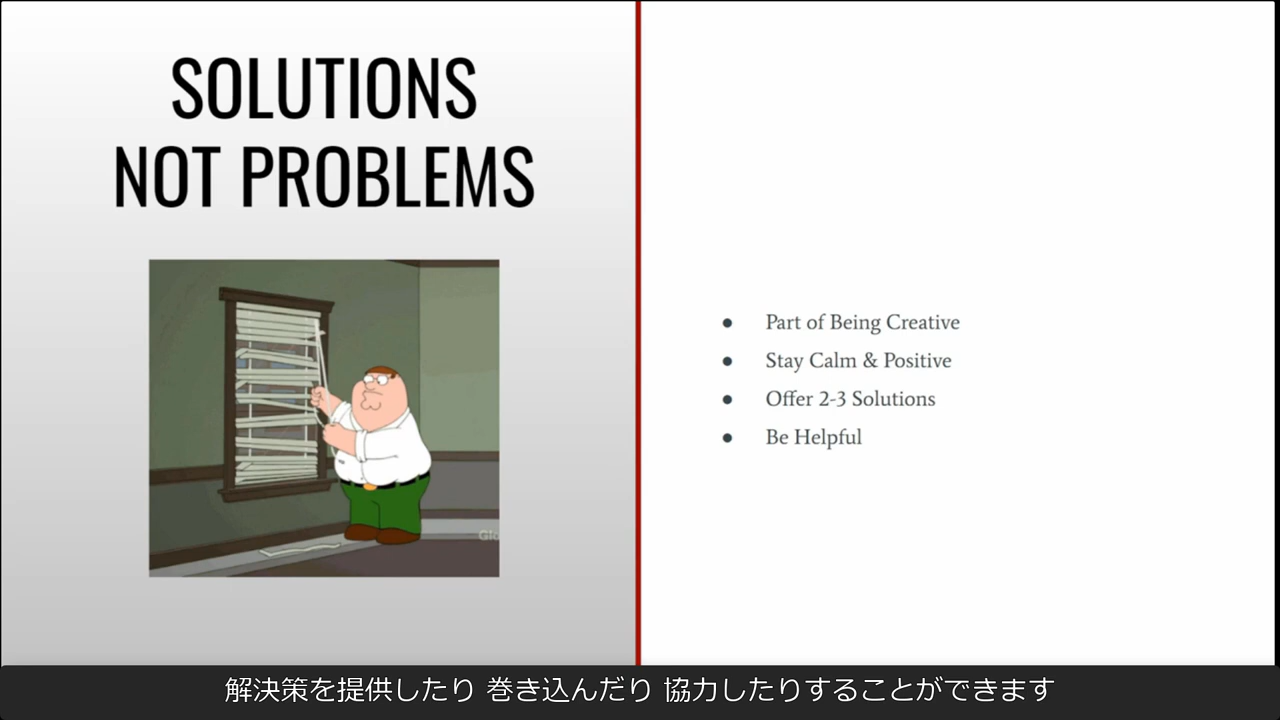 SOLUTIONS
NOT PROBLEMS
● Part of Being Creative
● Stay Calm & Positive
● Offer 2-3 Solutions
● Be Helpful
解決策を提供したり 巻き込んだり 協力したりすることができます